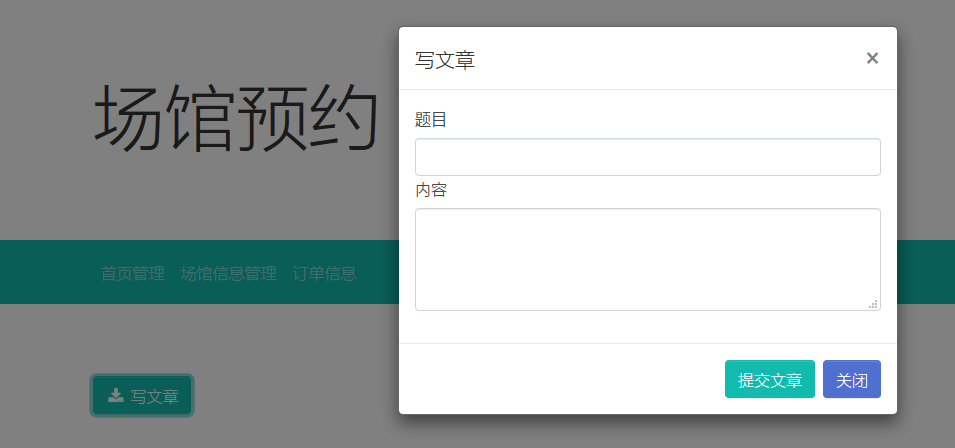 场馆预约
首页管理 场馆信息管理 订单信息
写文章
写文章 ×
题目
内容
提交文章 关闭